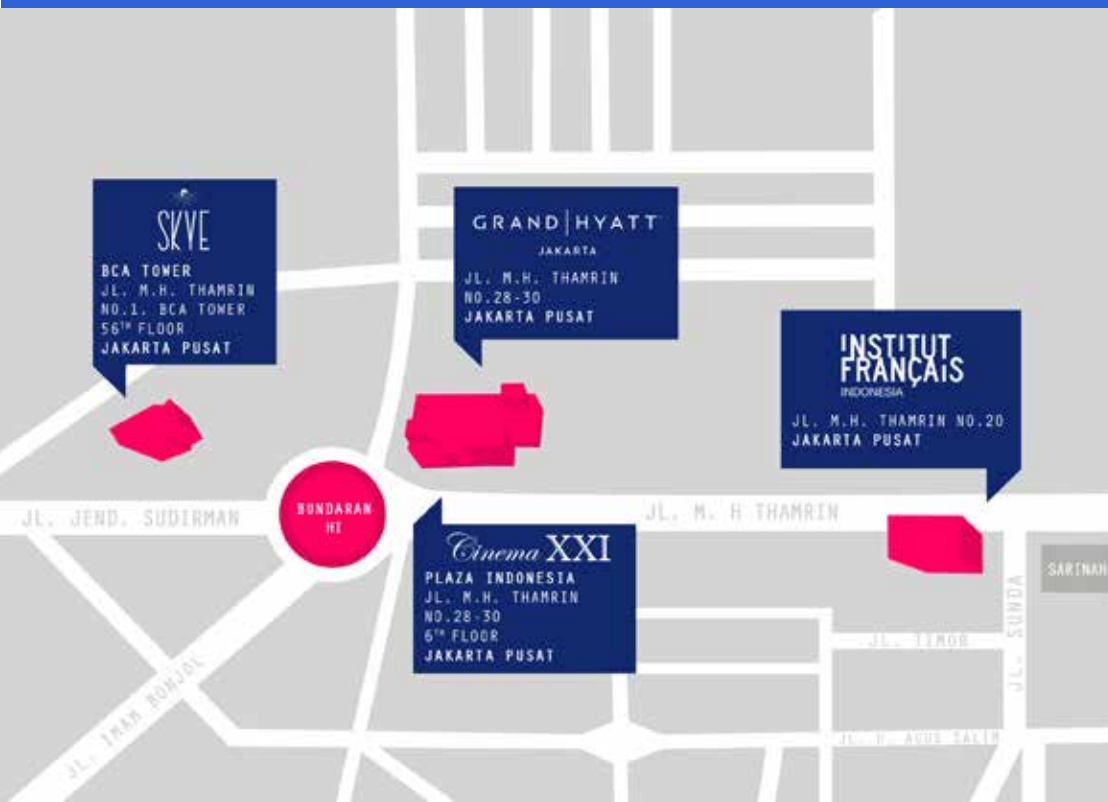 SKYE
BCA TOWER
JL. M.H. THAMRIN
NO.1. BCA TOWER
56TH FLOOR
JAKARTA PUSAT
GRAND|HYATT
JAKARTA
JL. M.H. THAMRIN
NO.28-30
JAKARTA PUSAT
INSTITUT
FRANÇAIS
INDONESIA
JL. M.H. THAMRIN NO.20
JAKARTA PUSAT
JL. JEND. SUDIRMAN
BUNDARAN
HI
JL. M. H THAMRIN
Cinema XXI
PLAZA INDONESIA
JL. M.H. THAMRIN
NO.28-30
6TH FLOOR
JAKARTA PUSAT
SARINAH
JL. SUNDA
JL. TIMOR
JL. IMAM BONJOL
JL. H. AGUS SALIM